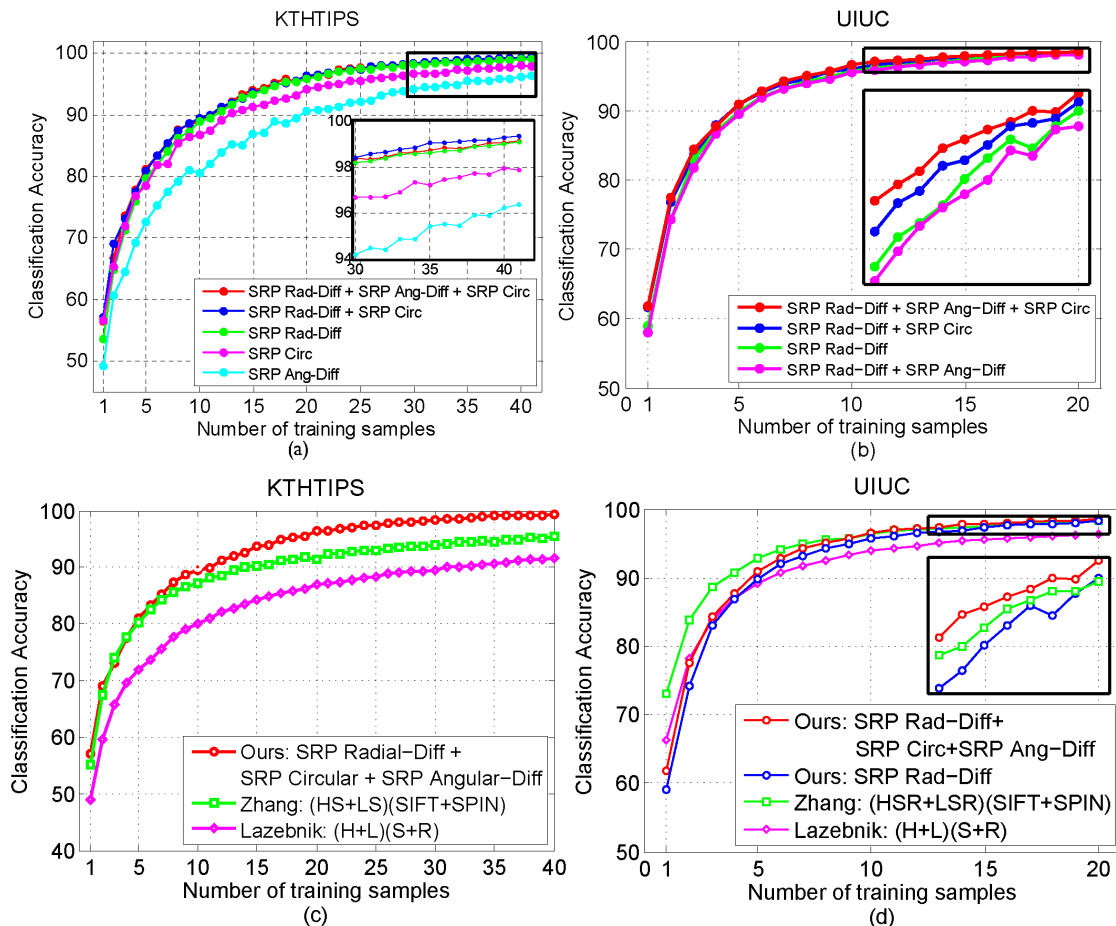 KTHTIPS
Classification Accuracy
100
90
80
70
60
50
100
98
96
94
30
35
40
SRP Rad-Diff + SRP Ang-Diff + SRP Circ
SRP Rad-Diff + SRP Circ
SRP Rad-Diff
SRP Circ
SRP Ang-Diff
1 5 10 15 20 25 30 35 40
Number of training samples
(a)
UIUC
Classification Accuracy
100
90
80
70
60
50
SRP Rad-Diff + SRP Ang-Diff + SRP Circ
SRP Rad-Diff + SRP Circ
SRP Rad-Diff
SRP Rad-Diff + SRP Ang-Diff
0 1 5 10 15 20
Number of training samples
(b)
KTHTIPS
Classification Accuracy
100
90
80
70
60
50
40
Ours: SRP Radial-Diff +
SRP Circular + SRP Angular-Diff
Zhang: (HS+LS)(SIFT+SPIN)
Lazebnik: (H+L)(S+R)
1 5 10 15 20 25 30 35 40
Number of training samples
(c)
UIUC
Classification Accuracy
100
90
80
70
60
50
Ours: SRP Rad-Diff+
SRP Circ+SRP Ang-Diff
Ours: SRP Rad-Diff
Zhang: (HSR+LSR)(SIFT+SPIN)
Lazebnik: (H+L)(S+R)
0 1 5 10 15 20
Number of training samples
(d)